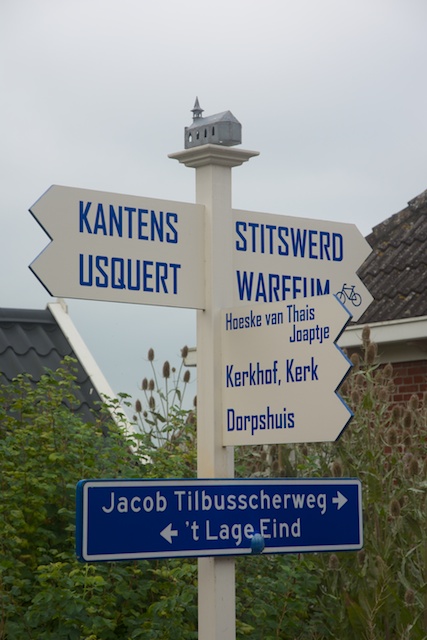 KANTENS
USQUERT
STITSWERD
WARFFUM
Hoeske van Thais
Joaptje
Kerkhof, Kerk
Dorpshuis
Jacob Tilbusscherweg →
← 't Lage Eind